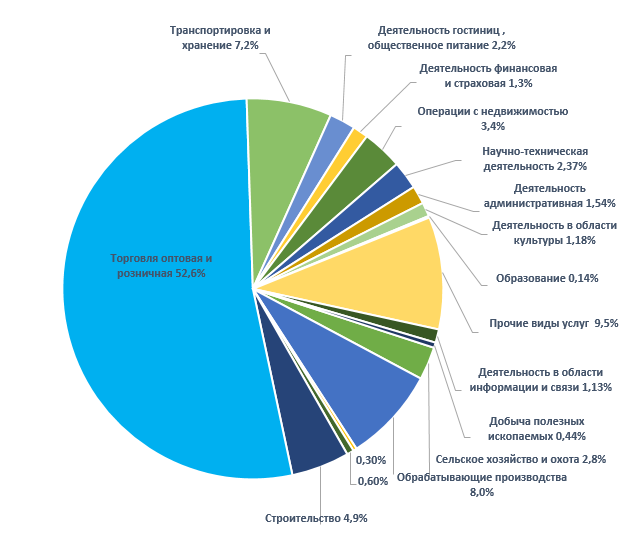 Транспортировка и
хранение 7,2%
Деятельность гостиниц ,
общественное питание 2,2%
Деятельность финансовая
и страховая 1,3%
Операции с недвижимостью
3,4%
Научно-техническая
деятельность 2,37%
Деятельность
административная 1,54%
Деятельность в области
культуры 1,18%
Образование 0,14%
Прочие виды услуг 9,5%
Деятельность в области
информации и связи 1,13%
Добыча полезных
ископаемых 0,44%
Сельское хозяйство и охота 2,8%
Обрабатывающие производства
8,0%
0,30%
0,60%
Строительство 4,9%
Торговля оптовая и
розничная 52,6%